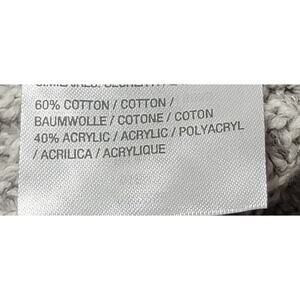 60% COTTON / COTTON /
BAUMWOLLE / COTONE / COTON
40% ACRYLIC / ACRYLIC / POLYACRYL
/ ACRILICA / ACRYLIQUE